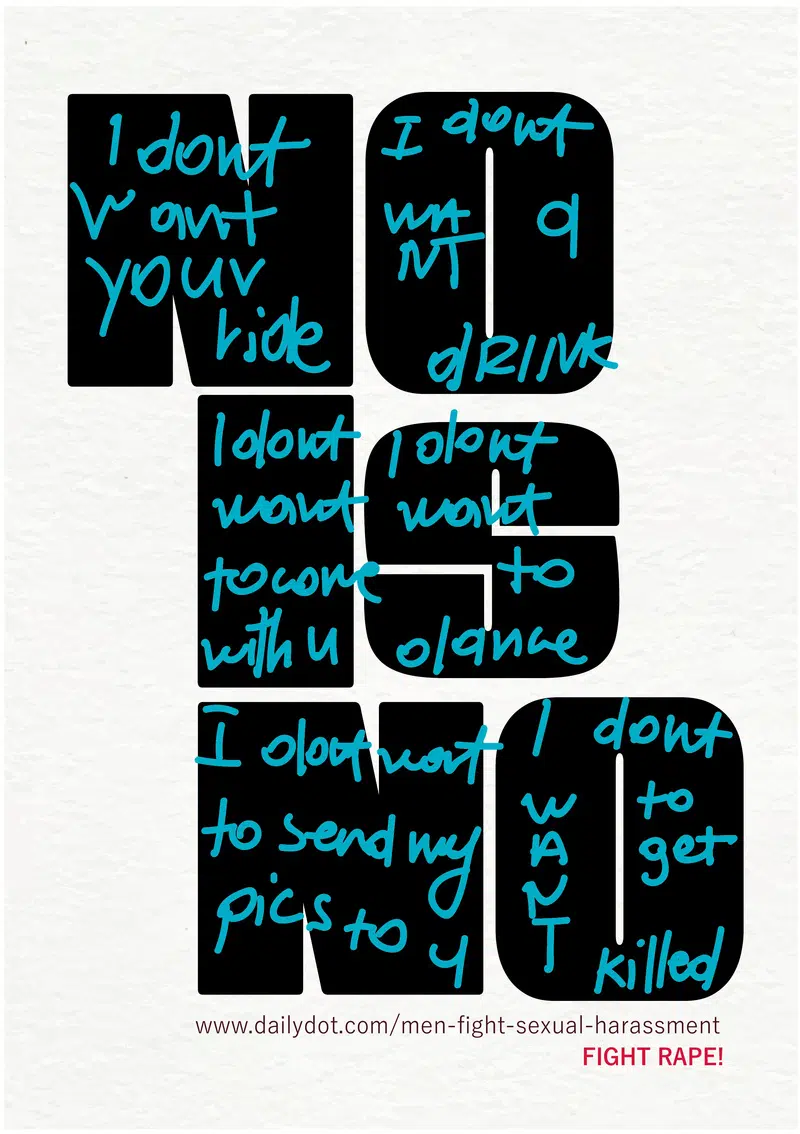 NO
I dont
want
your
ride
I dont
WANT a
dRINK
IS
I dont
want
to come
with u
I dont
want
to
dance
NO
I dont want
to send my
pics to u
I dont
WANT to
get
killed
www.dailydot.com/men-fight-sexual-harassment
FIGHT RAPE!